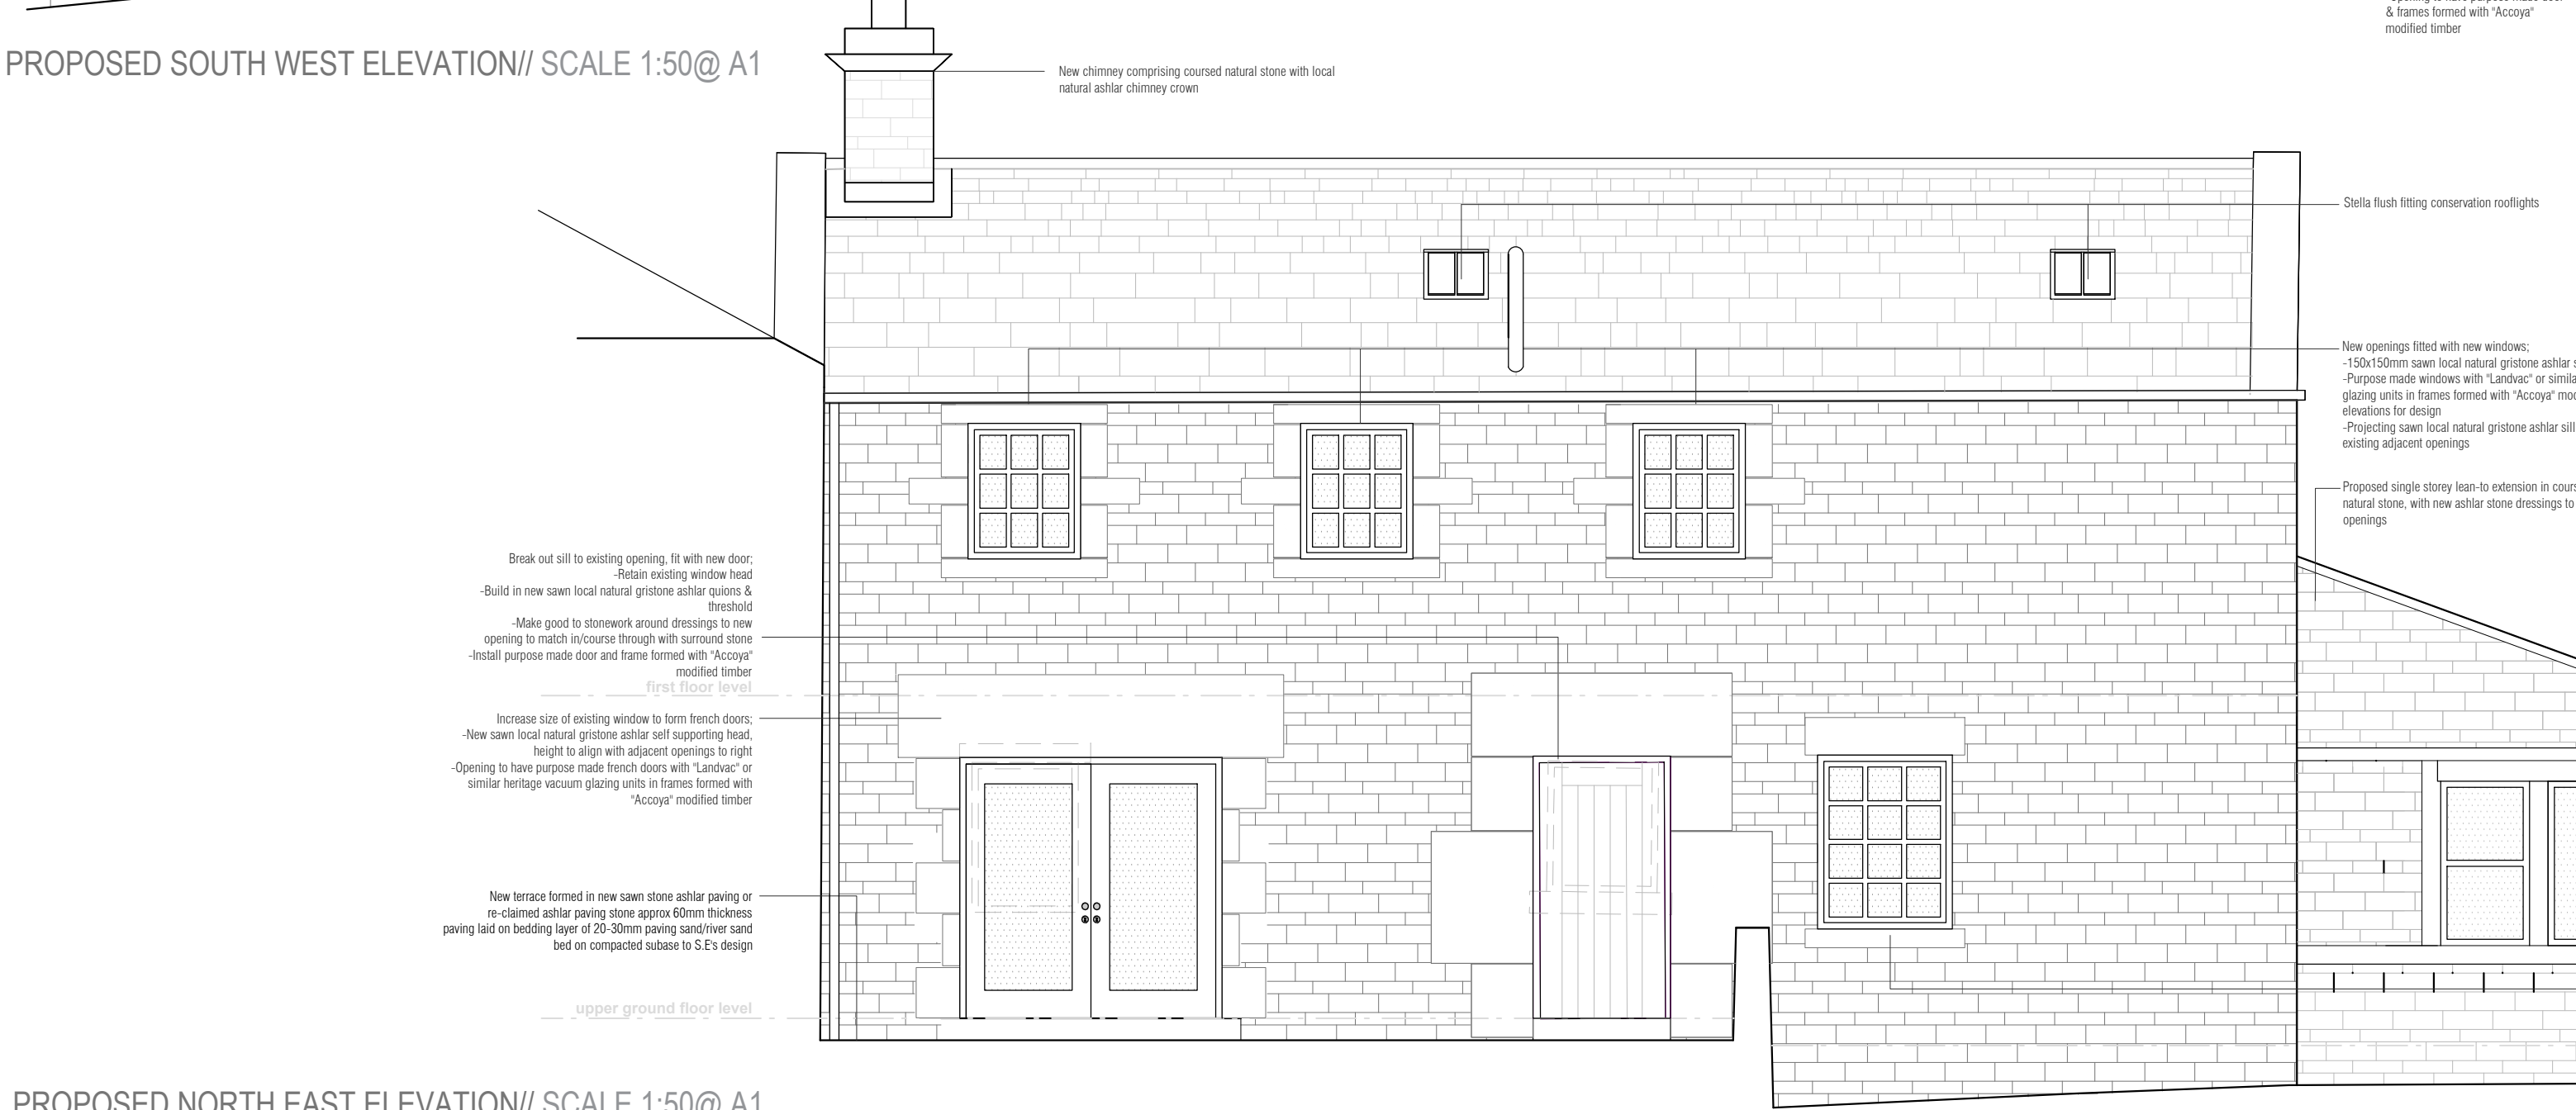 & frames formed with "Accoya"
modified timber
PROPOSED SOUTH WEST ELEVATION// SCALE 1:50@ A1
New chimney comprising coursed natural stone with local
natural ashlar chimney crown
Stella flush fitting conservation rooflights
New openings fitted with new windows;
-150x150mm sawn local natural gristone ashlar
-Purpose made windows with "Landvac" or
glazing units in frames formed with "Accoya"
elevations for design
-Projecting sawn local natural gristone ashlar sill
existing adjacent openings
Proposed single storey lean-to extension in
natural stone, with new ashlar stone dressings to
openings
Break out sill to existing opening, fit with new door;
-Retain existing window head
-Build in new sawn local natural gristone ashlar quions &
threshold
-Make good to stonework around dressings to new
opening to match in/course through with surround stone
-Install purpose made door and frame formed with "Accoya"
modified timber
first floor level
Increase size of existing window to form french doors;
-New sawn local natural gristone ashlar self supporting head,
height to align with adjacent openings to right
-Opening to have purpose made french doors with "Landvac" or
similar heritage vacuum glazing units in frames formed with
"Accoya" modified timber
New terrace formed in new sawn stone ashlar paving or
re-claimed ashlar paving stone approx 60mm thickness
paving laid on bedding layer of 20-30mm paving sand/river sand
bed on compacted subase to S.E's design
upper ground floor level
PROPOSED NORTH EAST ELEVATION// SCALE 1:50@ A1